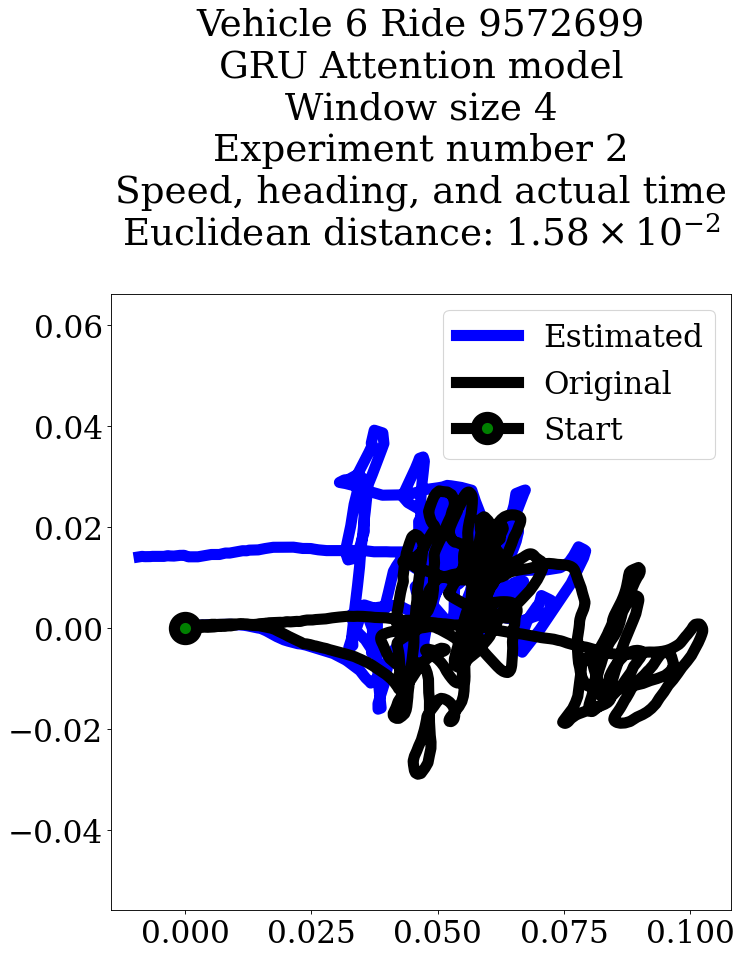 Vehicle 6 Ride 9572699
GRU Attention model
Window size 4
Experiment number 2
Speed, heading, and actual time
Euclidean distance: 1.58 × 10⁻²
Estimated
Original
Start
0.06
0.04
0.02
0.00
−0.02
−0.04
0.000 0.025 0.050 0.075 0.100